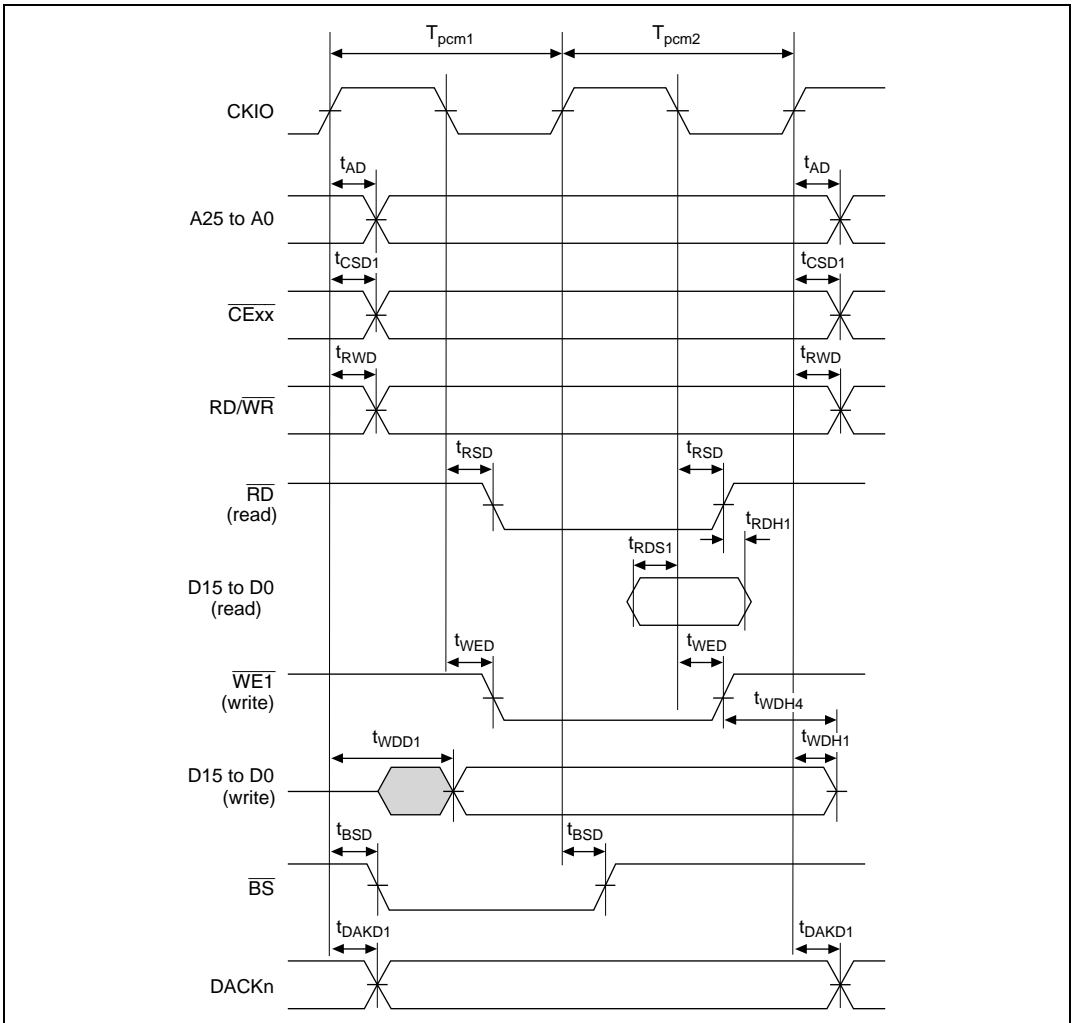 Tpcm1 Tpcm2
CKIO
tAD tAD
A25 to A0
tCSD1 tCSD1
CExx
tRWD tRWD
RD/WR
tRSD tRSD
RD
(read)
tRDH1
tRDS1
D15 to D0
(read)
tWED tWED
WE1
(write)
tWDH4
tWDD1 tWDH1
D15 to D0
(write)
tBSD tBSD
BS
tDAKD1 tDAKD1
DACKn